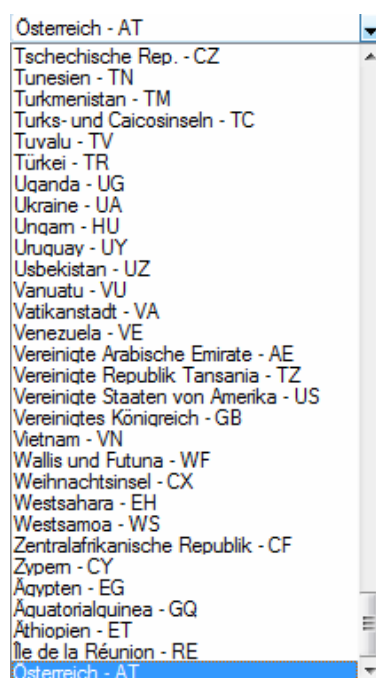 Österreich - AT
Tschechische Rep. - CZ
Tunesien - TN
Turkmenistan - TM
Turks- und Caicosinseln - TC
Tuvalu - TV
Türkei - TR
Uganda - UG
Ukraine - UA
Ungarn - HU
Uruguay - UY
Usbekistan - UZ
Vanuatu - VU
Vatikanstadt - VA
Venezuela - VE
Vereinigte Arabische Emirate - AE
Vereinigte Republik Tansania - TZ
Vereinigte Staaten von Amerika - US
Vereinigtes Königreich - GB
Vietnam - VN
Wallis und Futuna - WF
Weihnachtsinsel - CX
Westsahara - EH
Westsamoa - WS
Zentralafrikanische Republik - CF
Zypern - CY
Ägypten - EG
Äquatorialguinea - GQ
Äthiopien - ET
Île de la Réunion - RE
Österreich - AT